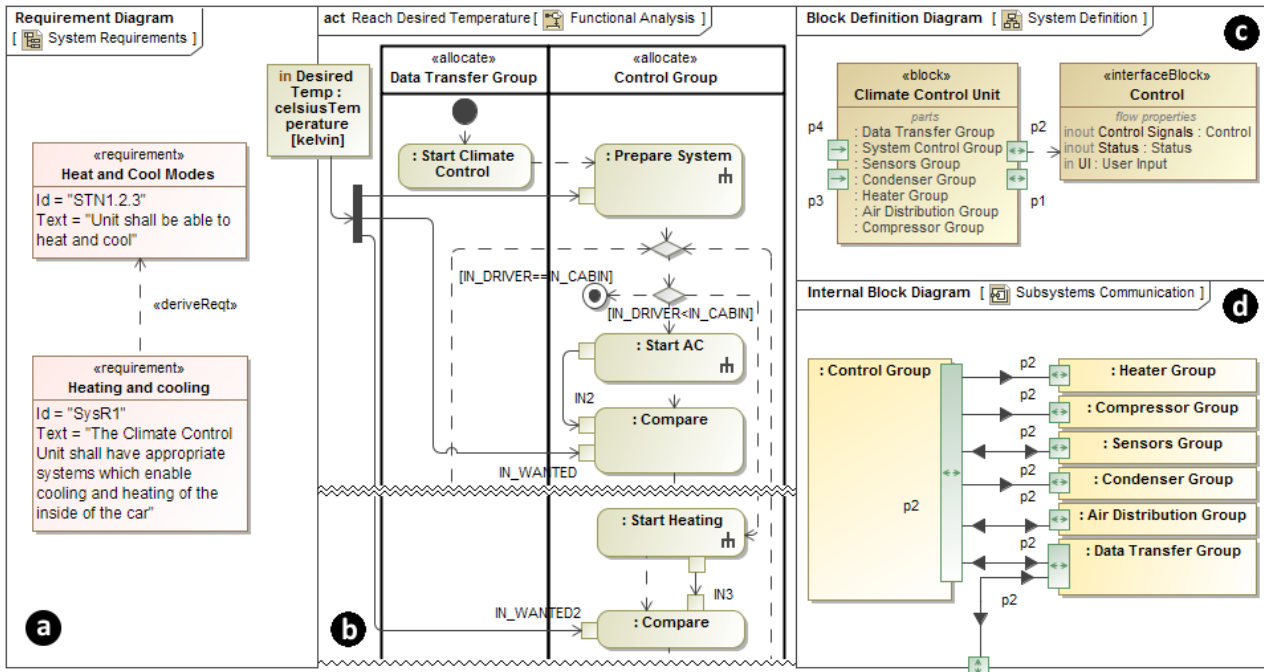 Requirement Diagram
[ System Requirements ]
«requirement»
Heat and Cool Modes
Id = "STN1.2.3"
Text = "Unit shall be able to
heat and cool"
«deriveReqt»
«requirement»
Heating and cooling
Id = "SysR1"
Text = "The Climate Control
Unit shall have appropriate
systems which enable
cooling and heating of the
inside of the car"
a
act Reach Desired Temperature [ Functional Analysis ]
«allocate»
Data Transfer Group
«allocate»
Control Group
in Desired
Temp :
celsiusTem
perature
[kelvin]
: Start Climate
Control
: Prepare System
[IN_DRIVER==IN_CABIN]
[IN_DRIVER<IN_CABIN]
: Start AC
IN2
: Compare
IN_WANTED
: Start Heating
IN3
IN_WANTED2
: Compare
b
Block Definition Diagram [ System Definition ]
c
«block»
Climate Control Unit
parts
: Data Transfer Group
: System Control Group
: Sensors Group
: Condenser Group
: Heater Group
: Air Distribution Group
: Compressor Group
p4
p3
p2
p1
«interfaceBlock»
Control
flow properties
inout Control Signals : Control
inout Status : Status
in UI : User Input
Internal Block Diagram [ Subsystems Communication ]
d
: Control Group
p2
p2
: Heater Group
p2
: Compressor Group
p2
: Sensors Group
p2
: Condenser Group
p2
: Air Distribution Group
p2
: Data Transfer Group
p2